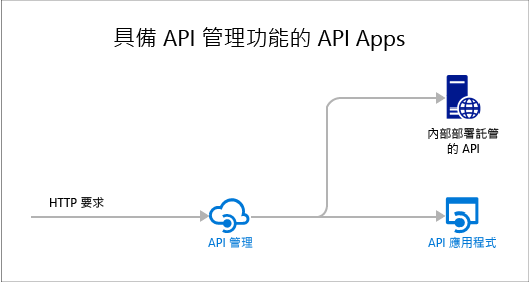 具備 API 管理功能的 API Apps
內部部署託管
的 API
HTTP 要求
API 管理
API 應用程式